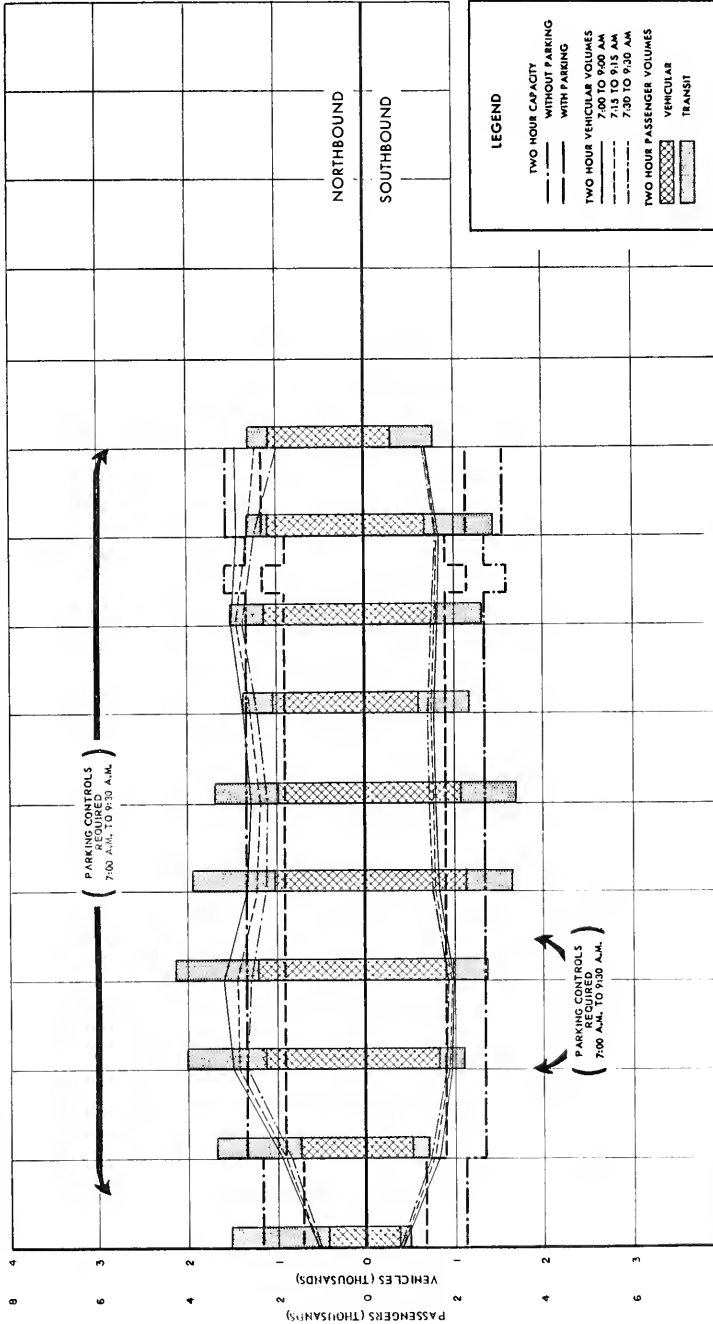 ( PARKING CONTROLS
REQUIRED
7:00 A.M. TO 9:30 A.M. )
NORTHBOUND
SOUTHBOUND
( PARKING CONTROLS
REQUIRED
7:00 A.M. TO 9:30 A.M. )
PASSENGERS (THOUSANDS)
VEHICLES (THOUSANDS)
8 4
6 3
4 2
2 1
0 0
2 1
4 2
6 3
LEGEND
TWO HOUR CAPACITY
WITHOUT PARKING
WITH PARKING
TWO HOUR VEHICULAR VOLUMES
7:00 TO 9:00 AM
7:15 TO 9:15 AM
7:30 TO 9:30 AM
TWO HOUR PASSENGER VOLUMES
VEHICULAR
TRANSIT